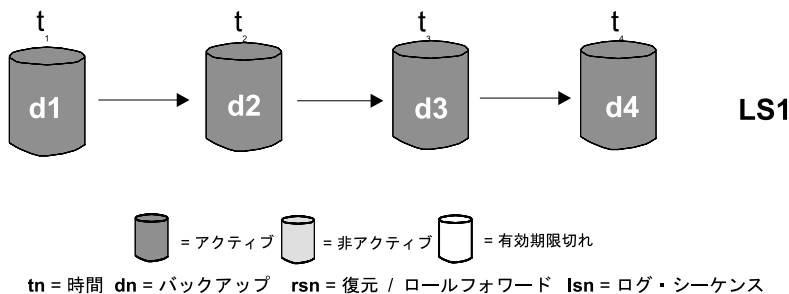 t1 t2 t3 t4
d1 d2 d3 d4 LS1
= アクティブ = 非アクティブ = 有効期限切れ
tn = 時間 dn = バックアップ rsn = 復元 / ロールフォワード lsn = ログ・シーケンス